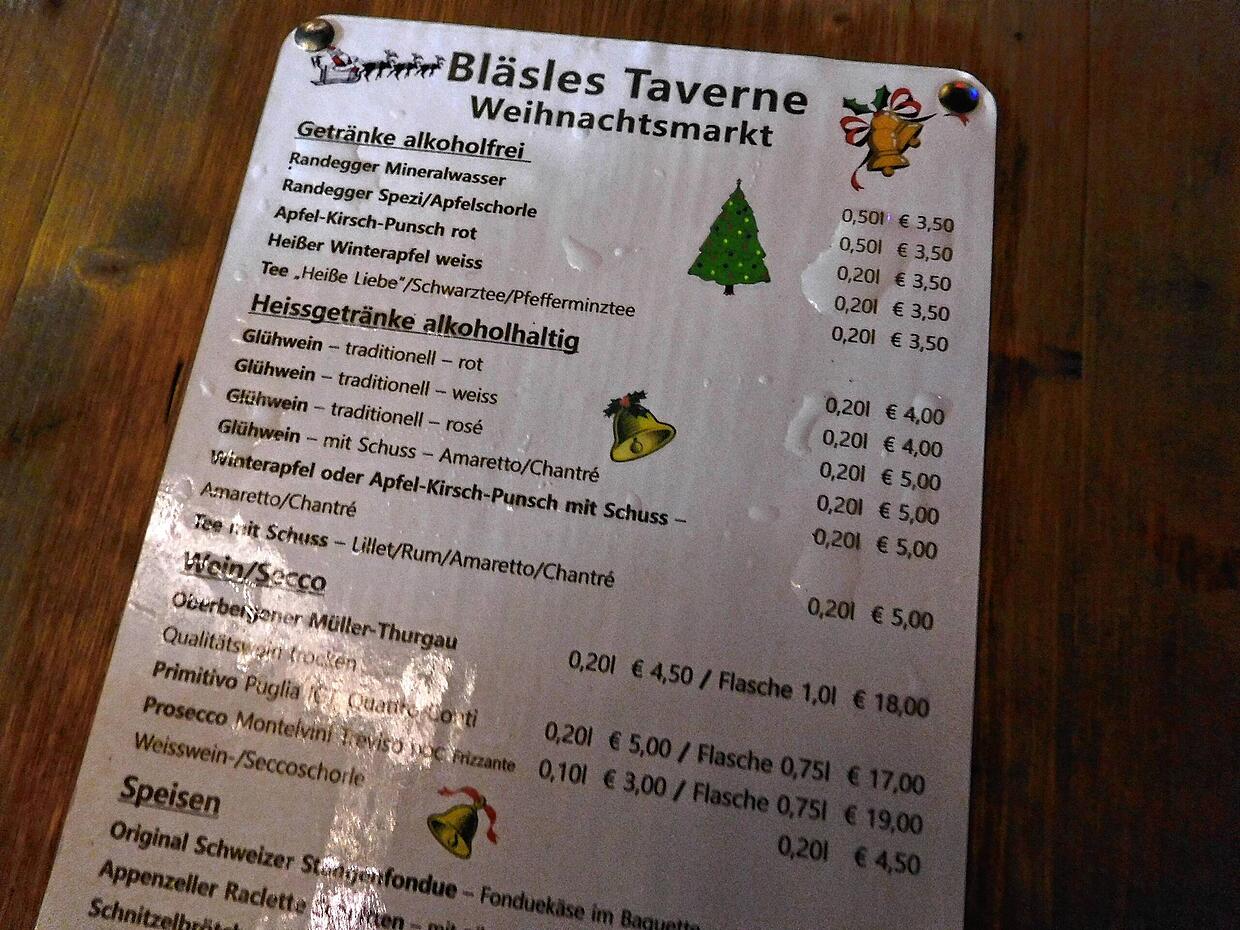 Bläsles Taverne
Weihnachtsmarkt
Getränke alkoholfrei
Randegger Mineralwasser 0,50l € 3,50
Randegger Spezi/Apfelschorle 0,50l € 3,50
Apfel-Kirsch-Punsch rot 0,20l € 3,50
Heißer Winterapfel weiss 0,20l € 3,50
Tee „Heiße Liebe"/Schwarztee/Pfefferminztee 0,20l € 3,50
Heissgetränke alkoholhaltig
Glühwein – traditionell – rot 0,20l € 4,00
Glühwein – traditionell – weiss 0,20l € 4,00
Glühwein – traditionell – rosé 0,20l € 5,00
Glühwein – mit Schuss – Amaretto/Chantré 0,20l € 5,00
Winterapfel oder Apfel-Kirsch-Punsch mit Schuss – 0,20l € 5,00
Amaretto/Chantré
Tee mit Schuss – Lillet/Rum/Amaretto/Chantré 0,20l € 5,00
Wein/Secco
Oberbergener Müller-Thurgau 0,20l € 4,50 / Flasche 1,0l € 18,00
Qualitätswein trocken
Primitivo Puglia Quattro Conti 0,20l € 5,00 / Flasche 0,75l € 17,00
Prosecco Montelvini Treviso DOC Frizzante 0,10l € 3,00 / Flasche 0,75l € 19,00
Weisswein-/Seccoschorle 0,20l € 4,50
Speisen
Original Schweizer Stangenfondue – Fonduekäse im Baguette
Appenzeller Raclette – mit